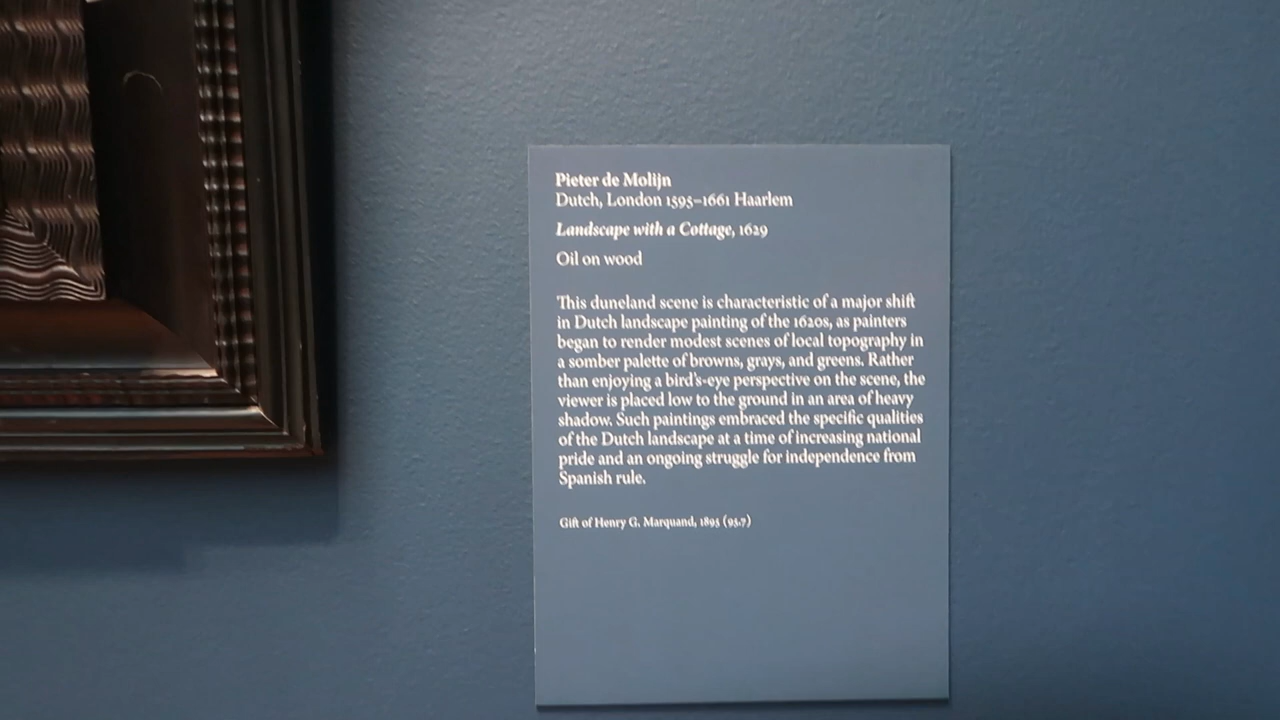 Pieter de Molijn
Dutch, London 1595–1661 Haarlem
Landscape with a Cottage, 1629
Oil on wood
This duneland scene is characteristic of a major shift
in Dutch landscape painting of the 1620s, as painters
began to render modest scenes of local topography in
a somber palette of browns, grays, and greens. Rather
than enjoying a bird's-eye perspective on the scene, the
viewer is placed low to the ground in an area of heavy
shadow. Such paintings embraced the specific qualities
of the Dutch landscape at a time of increasing national
pride and an ongoing struggle for independence from
Spanish rule.
Gift of Henry G. Marquand, 1895 (95.7)